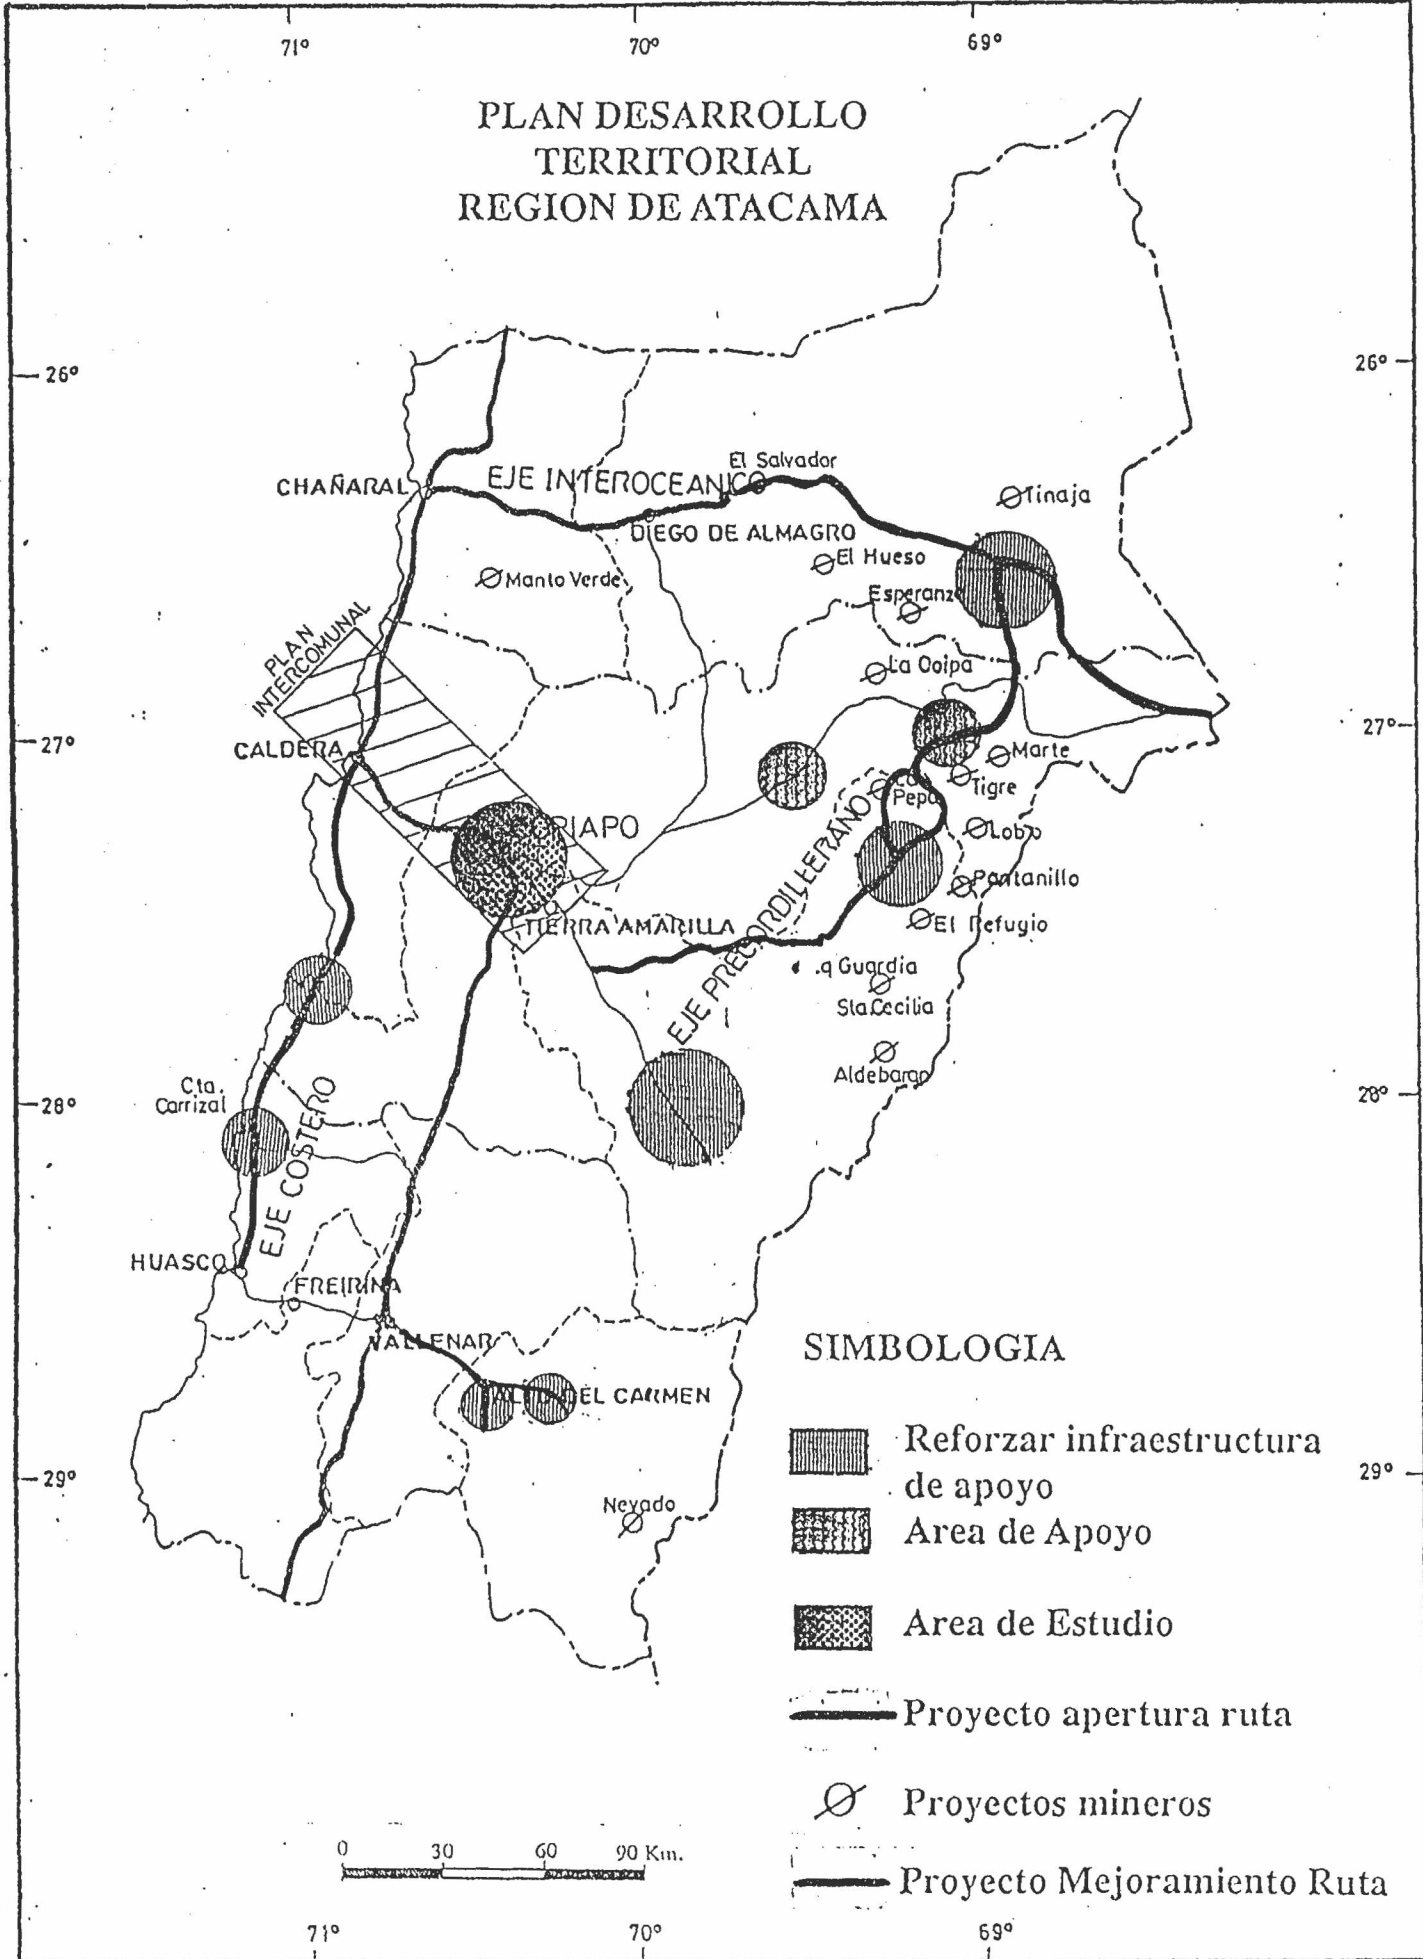 71°
70°
69°
PLAN DESARROLLO
TERRITORIAL
REGION DE ATACAMA
26°
26°
CHAÑARAL
EJE INTEROCEANICO
El Salvador
Tinaja
DIEGO DE ALMAGRO
El Hueso
Manto Verde
Esperanz
PLAN
INTERCOMUNAL
La Ooipa
27°
27°
CALDERA
Marte
Tigre
Pepa
Lobo
Pantanillo
El Refugio
TIERRA AMARILLA
EJE PRECORDILLERANO
Guardia
Sta Cecilia
Aldebaran
Cta.
Carrizal
28°
28°
EJE COSTERO
HUASCO
FREIRINA
VALLENAR
DEL CARMEN
29°
29°
Nevado
SIMBOLOGIA
Reforzar infraestructura
de apoyo
Area de Apoyo
Area de Estudio
Proyecto apertura ruta
Proyectos mineros
Proyecto Mejoramiento Ruta
0 30 60 90 Km.
71°
70°
69°